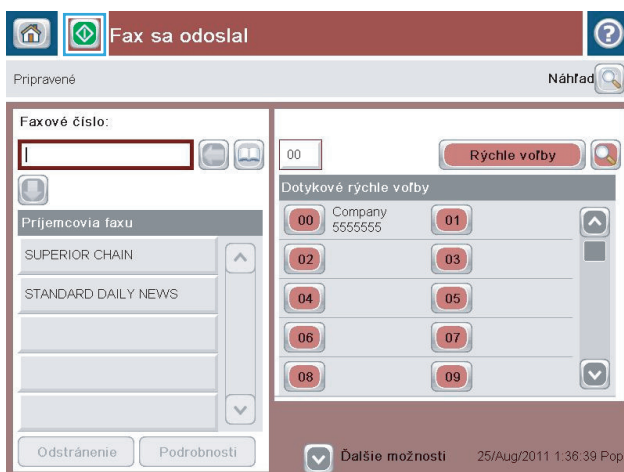 Fax sa odoslal
?
Pripravené
Náhľad
Faxové číslo:
00
Rýchle voľby
Dotykové rýchle voľby
Príjemcovia faxu
00 Company 01
5555555
SUPERIOR CHAIN
02 03
STANDARD DAILY NEWS
04 05
06 07
08 09
Odstránenie Podrobnosti
Ďalšie možnosti 25/Aug/2011 1:36:39 Pop